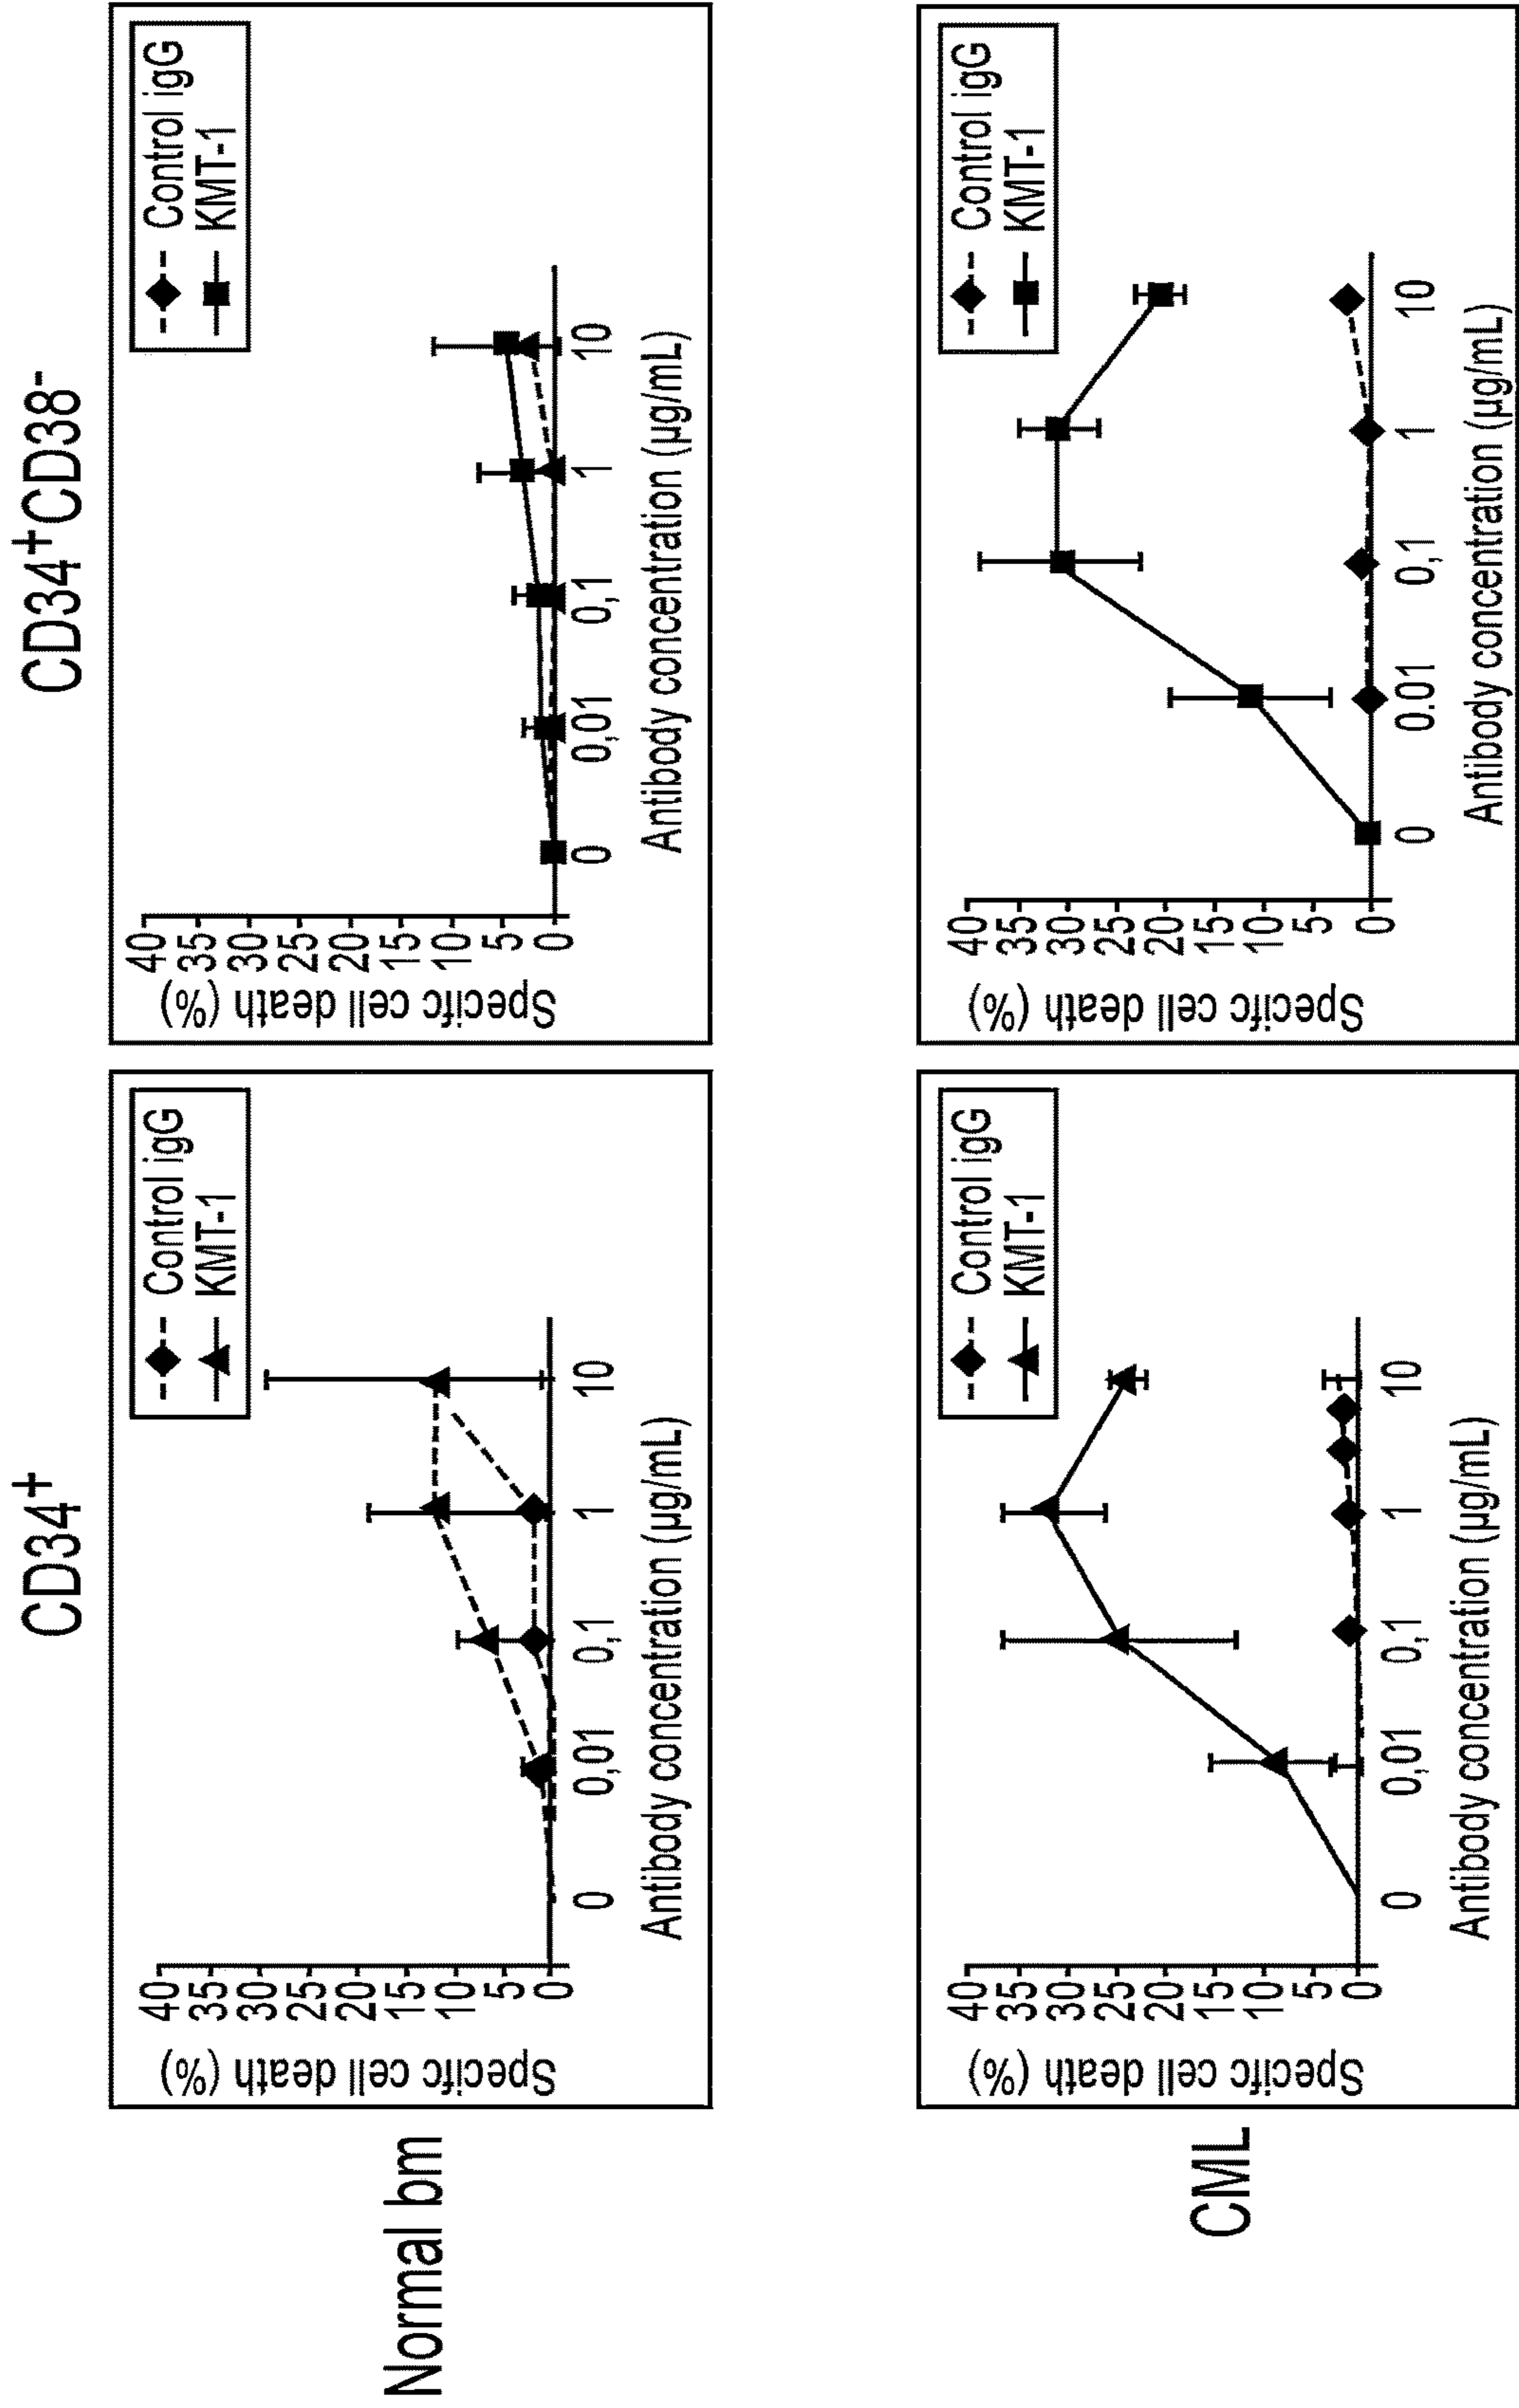 CD34⁺
CD34⁺CD38⁻
Normal bm
Specifc cell death (%)
40
35
30
25
20
15
10
5
0
Control igG
KMT-1
0 0,01 0,1 1 10
Antibody concentration (µg/mL)
Specifc cell death (%)
40
35
30
25
20
15
10
5
0
Control igG
KMT-1
0 0,01 0,1 1 10
Antibody concentration (µg/mL)
CML
Specifc cell death (%)
40
35
30
25
20
15
10
5
0
Control igG
KMT-1
0 0,01 0,1 1 10
Antibody concentration (µg/mL)
Specifc cell death (%)
40
35
30
25
20
15
10
5
0
Control igG
KMT-1
0 0.01 0,1 1 10
Antibody concentration (µg/mL)